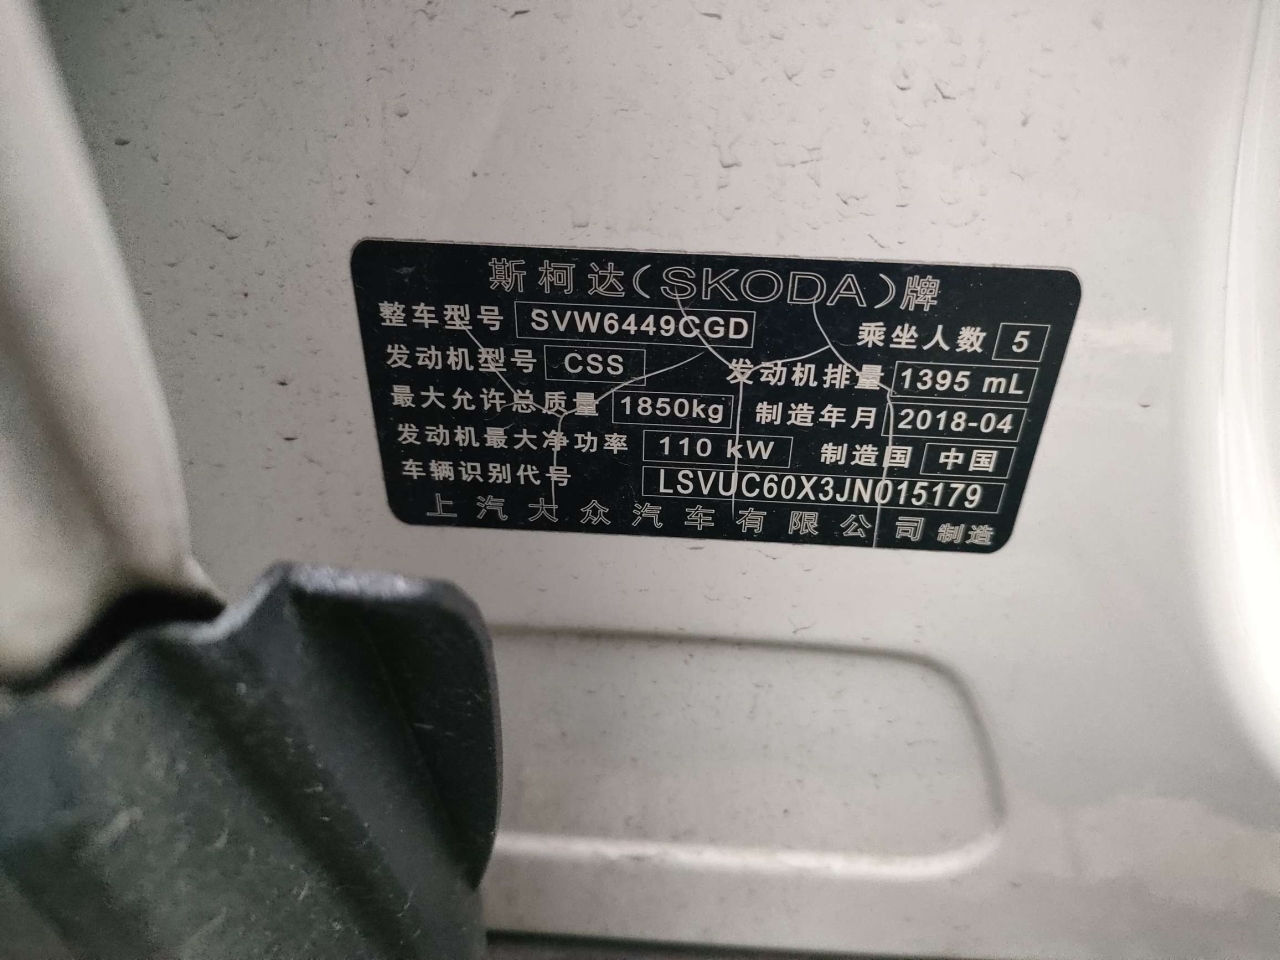 斯柯达(SKODA)牌
整车型号 SVW6449CGD 乘坐人数 5
发动机型号 CSS 发动机排量 1395 mL
最大允许总质量 1850kg 制造年月 2018-04
发动机最大净功率 110 kW 制造国 中国
车辆识别代号 LSVUC60X3JN015179
上汽大众汽车有限公司 制造